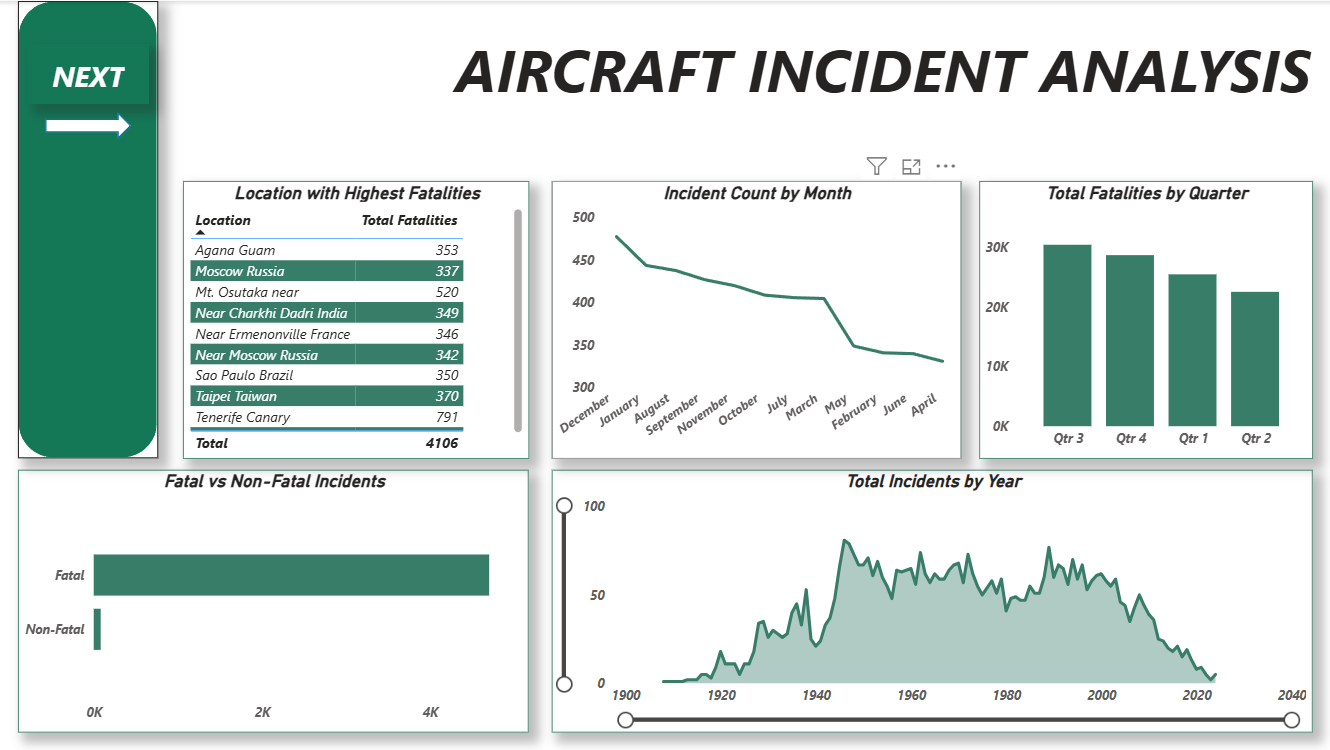 NEXT
AIRCRAFT INCIDENT ANALYSIS
Location with Highest Fatalities
Location Total Fatalities
Agana Guam 353
Moscow Russia 337
Mt. Osutaka near 520
Near Charkhi Dadri India 349
Near Ermenonville France 346
Near Moscow Russia 342
Sao Paulo Brazil 350
Taipei Taiwan 370
Tenerife Canary 791
Total 4106
Incident Count by Month
500
450
400
350
300
December January August September November October July March May February June April
Total Fatalities by Quarter
30K
20K
10K
0K
Qtr 3 Qtr 4 Qtr 1 Qtr 2
Fatal vs Non-Fatal Incidents
Fatal
Non-Fatal
0K 2K 4K
Total Incidents by Year
100
50
0
1900 1920 1940 1960 1980 2000 2020 2040